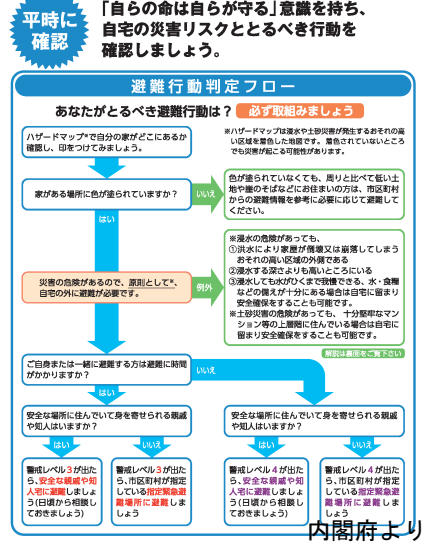 平時に
確認
「自らの命は自らが守る」意識を持ち、
自宅の災害リスクととるべき行動を
確認しましょう。
避難行動判定フロー
あなたがとるべき避難行動は？
必ず取組みましょう
ハザードマップ※で自分の家がどこにあるか
確認し、印をつけてみましょう。
※ハザードマップは浸水や土砂災害が発生するおそれの高
い区域を着色した地図です。着色されていないところ
でも災害が起こる可能性があります。
家がある場所に色が塗られていますか？
いいえ
色が塗られていなくても、周りと比べて低い土
地や崖のそばなどにお住まいの方は、市区町村
からの避難情報を参考に必要に応じて避難して
ください。
はい
災害の危険があるので、原則として※、
自宅の外に避難が必要です。
例外
※浸水の危険があっても、
①洪水により家屋が倒壊又は崩落してしまう
おそれの高い区域の外側である
②浸水する深さよりも高いところにいる
③浸水しても水がひくまで我慢できる、水・食糧
などの備えが十分にある場合は自宅に留まり
安全確保をすることも可能です。
※土砂災害の危険があっても、十分堅牢なマン
ション等の上層階に住んでいる場合は自宅に
留まり安全確保をすることも可能です。
解説は裏面をご覧下さい
ご自身または一緒に避難する方は避難に時間
がかかりますか？
いいえ
はい
安全な場所に住んでいて身を寄せられる親戚
や知人はいますか？
安全な場所に住んでいて身を寄せられる親戚
や知人はいますか？
はい
いいえ
はい
いいえ
警戒レベル3が出た
ら、安全な親戚や知
人宅に避難しましょ
う(日頃から相談し
ておきましょう)
警戒レベル3が出た
ら、市区町村が指定
している指定緊急避
難場所に避難しま
しょう
警戒レベル4が出た
ら、安全な親戚や知
人宅に避難しましょ
う(日頃から相談し
ておきましょう)
警戒レベル4が出た
ら、市区町村が指定
している指定緊急避
難場所に避難しま
しょう
内閣府より